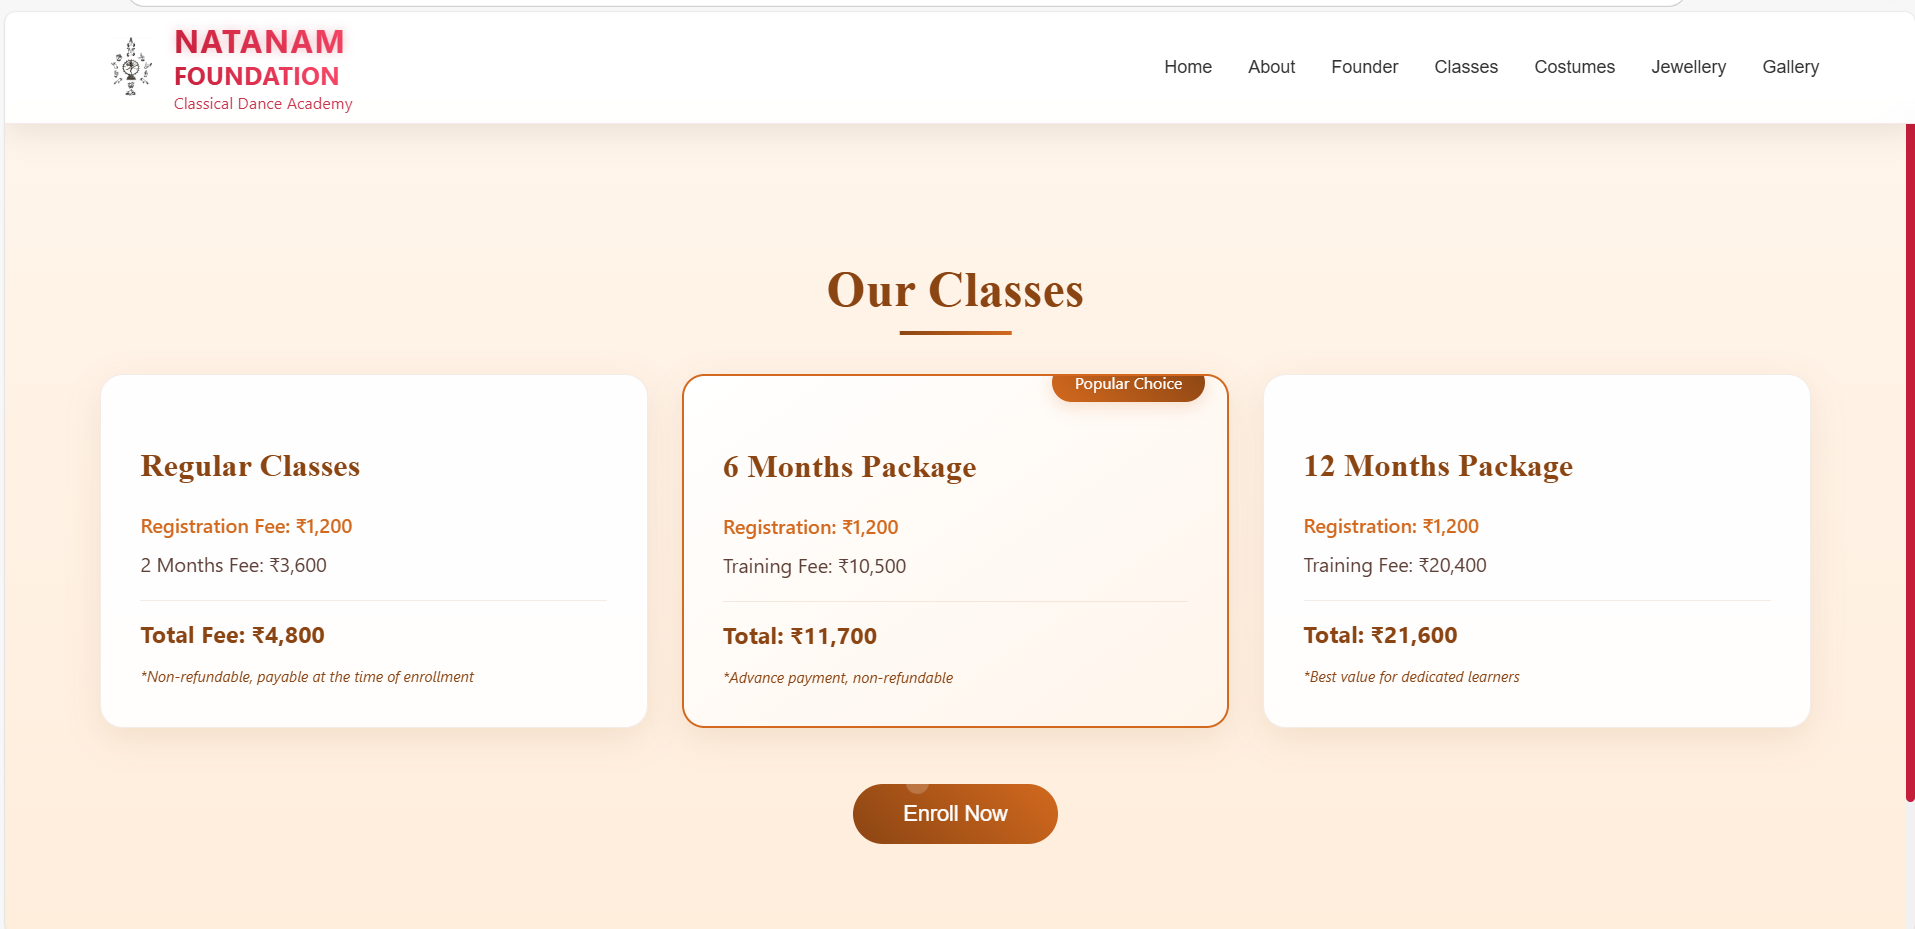 NATANAM
FOUNDATION
Classical Dance Academy
Home About Founder Classes Costumes Jewellery Gallery
Our Classes
Regular Classes
Registration Fee: ₹1,200
2 Months Fee: ₹3,600
Total Fee: ₹4,800
*Non-refundable, payable at the time of enrollment
Popular Choice
6 Months Package
Registration: ₹1,200
Training Fee: ₹10,500
Total: ₹11,700
*Advance payment, non-refundable
12 Months Package
Registration: ₹1,200
Training Fee: ₹20,400
Total: ₹21,600
*Best value for dedicated learners
Enroll Now